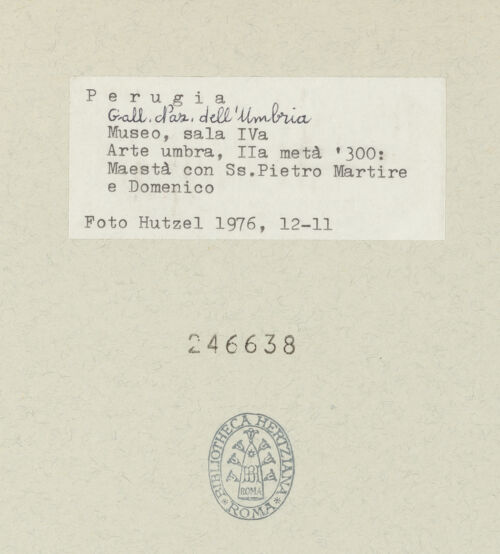 Perugia
Gall. Naz. dell'Umbria
Museo, sala IVa
Arte umbra, IIa metà '300:
Maestà con Ss.Pietro Martire
e Domenico
Foto Hutzel 1976, 12-11
246638
*BIBLIOTHECA HERTZIANA*
ROMA
ROMA